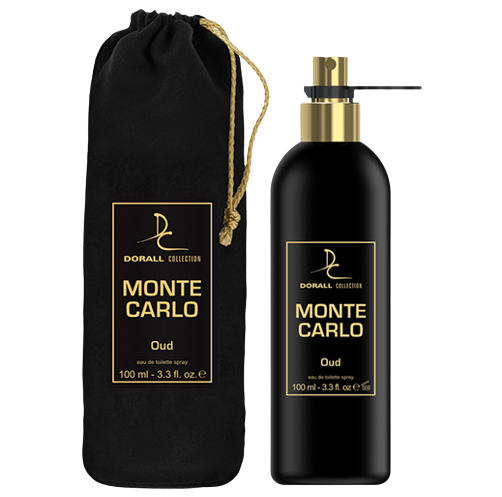 DC
DORALL COLLECTION
MONTE
CARLO
Oud
eau de toilette spray
100 ml - 3.3 fl. oz. ℮
DC
DORALL COLLECTION
MONTE
CARLO
Oud
eau de toilette spray
100 ml - 3.3 fl. oz ℮